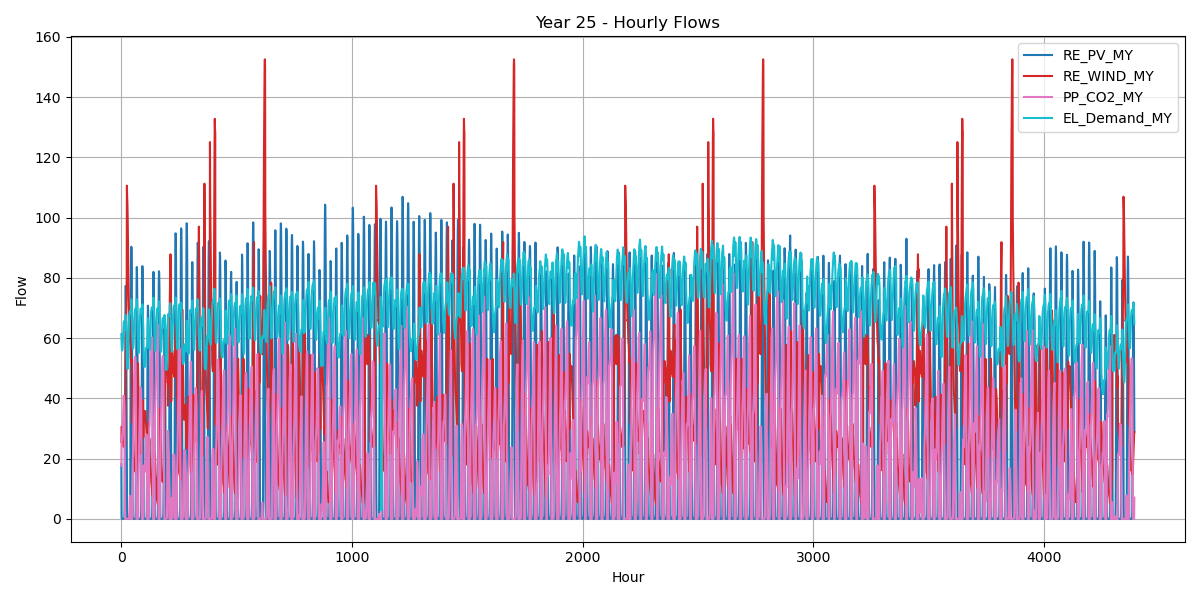 Year 25 - Hourly Flows
160
140
120
100
80
60
40
20
0
Flow
RE_PV_MY
RE_WIND_MY
PP_CO2_MY
EL_Demand_MY
0 1000 2000 3000 4000
Hour